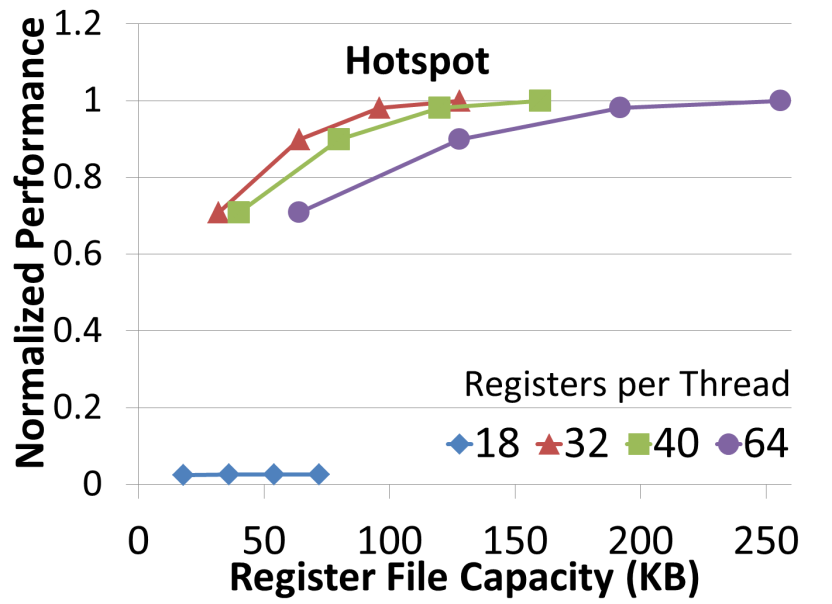 Normalized Performance
1.2
1
0.8
0.6
0.4
0.2
0
Hotspot
Registers per Thread
18 32 40 64
0 50 100 150 200 250
Register File Capacity (KB)